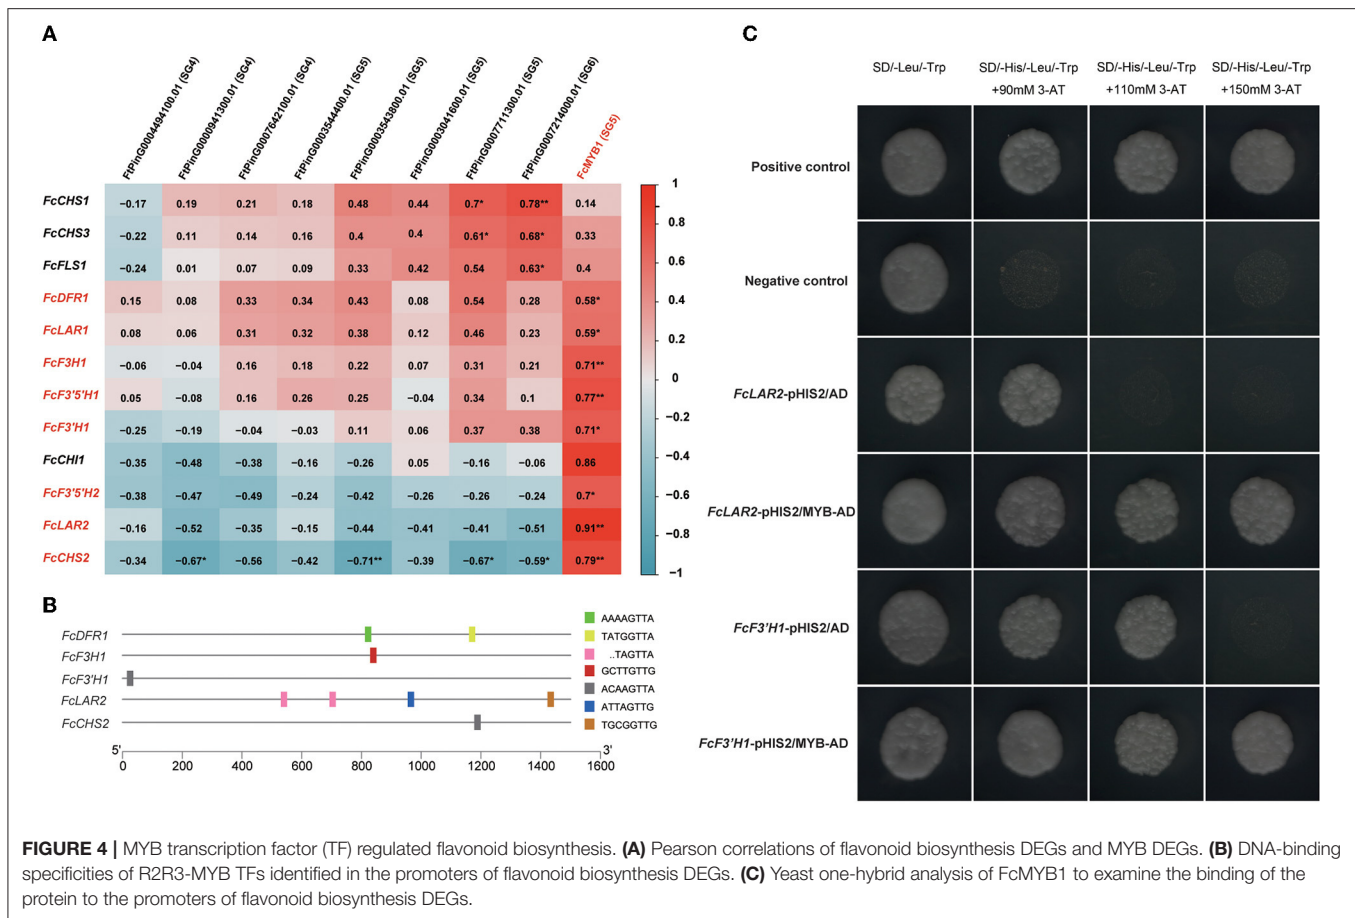 A
FtPinG0004494100.01 (SG4)
FtPinG0000941300.01 (SG4)
FtPinG0007642100.01 (SG4)
FtPinG0003544400.01 (SG5)
FtPinG0003543800.01 (SG5)
FtPinG0003041600.01 (SG5)
FtPinG0007711300.01 (SG5)
FtPinG0007214000.01 (SG6)
FcMYB1 (SG5)
FcCHS1 −0.17 0.19 0.21 0.18 0.48 0.44 0.7* 0.78** 0.14
FcCHS3 −0.22 0.11 0.14 0.16 0.4 0.4 0.61* 0.68* 0.33
FcFLS1 −0.24 0.01 0.07 0.09 0.33 0.42 0.54 0.63* 0.4
FcDFR1 0.15 0.08 0.33 0.34 0.43 0.08 0.54 0.28 0.58*
FcLAR1 0.08 0.06 0.31 0.32 0.38 0.12 0.46 0.23 0.59*
FcF3H1 −0.06 −0.04 0.16 0.18 0.22 0.07 0.31 0.21 0.71**
FcF3'5'H1 0.05 −0.08 0.16 0.26 0.25 −0.04 0.34 0.1 0.77**
FcF3'H1 −0.25 −0.19 −0.04 −0.03 0.11 0.06 0.37 0.38 0.71*
FcCHI1 −0.35 −0.48 −0.38 −0.16 −0.26 0.05 −0.16 −0.06 0.86
FcF3'5'H2 −0.38 −0.47 −0.49 −0.24 −0.42 −0.26 −0.26 −0.24 0.7*
FcLAR2 −0.16 −0.52 −0.35 −0.15 −0.44 −0.41 −0.41 −0.51 0.91**
FcCHS2 −0.34 −0.67* −0.56 −0.42 −0.71** −0.39 −0.67* −0.59* 0.79**
1
0.8
0.6
0.4
0.2
0
−0.2
−0.4
−0.6
−0.8
−1
B
FcDFR1
FcF3H1
FcF3'H1
FcLAR2
FcCHS2
AAAAGTTA
TATGGTTA
..TAGTTA
GCTTGTTG
ACAAGTTA
ATTAGTTG
TGCGGTTG
5' 3'
0 200 400 600 800 1000 1200 1400 1600
C
SD/-Leu/-Trp SD/-His/-Leu/-Trp SD/-His/-Leu/-Trp SD/-His/-Leu/-Trp
+90mM 3-AT +110mM 3-AT +150mM 3-AT
Positive control
Negative control
FcLAR2-pHIS2/AD
FcLAR2-pHIS2/MYB-AD
FcF3'H1-pHIS2/AD
FcF3'H1-pHIS2/MYB-AD
FIGURE 4 | MYB transcription factor (TF) regulated flavonoid biosynthesis. (A) Pearson correlations of flavonoid biosynthesis DEGs and MYB DEGs. (B) DNA-binding
specificities of R2R3-MYB TFs identified in the promoters of flavonoid biosynthesis DEGs. (C) Yeast one-hybrid analysis of FcMYB1 to examine the binding of the
protein to the promoters of flavonoid biosynthesis DEGs.